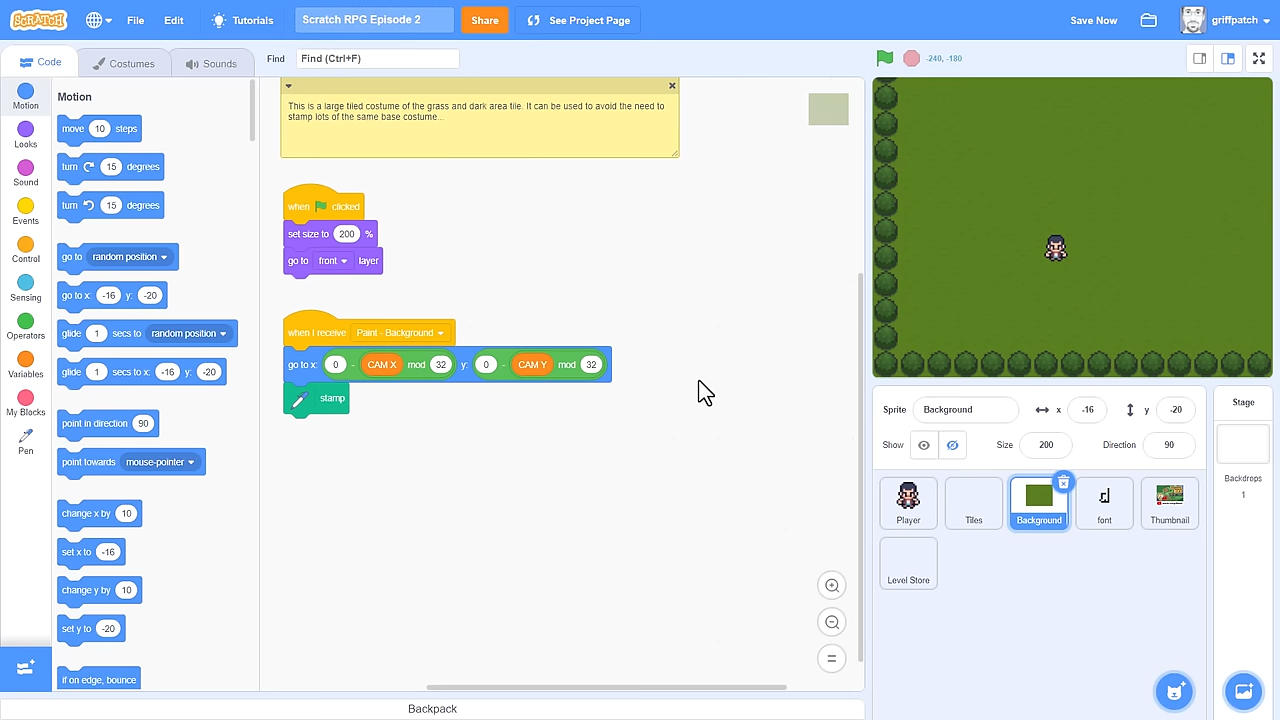 SCRATCH File Edit Tutorials Scratch RPG Episode 2 Share See Project Page Save Now griffpatch
Code Costumes Sounds Find Find (Ctrl+F) -240, -180
Motion
Looks
Sound
Events
Control
Sensing
Operators
Variables
My Blocks
Pen
Motion
move 10 steps
turn 15 degrees
turn 15 degrees
go to random position
go to x: -16 y: -20
glide 1 secs to random position
glide 1 secs to x: -16 y: -20
point in direction 90
point towards mouse-pointer
change x by 10
set x to -16
change y by 10
set y to -20
if on edge, bounce
This is a large tiled costume of the grass and dark area tile. It can be used to avoid the need to
stamp lots of the same base costume...
when clicked
set size to 200 %
go to front layer
when I receive Paint - Background
go to x: 0 - CAM X mod 32 y: 0 - CAM Y mod 32
stamp
Sprite Background x -16 y -20
Show Size 200 Direction 90
Player Tiles Background font Thumbnail
Level Store
Stage
Backdrops
1
Backpack